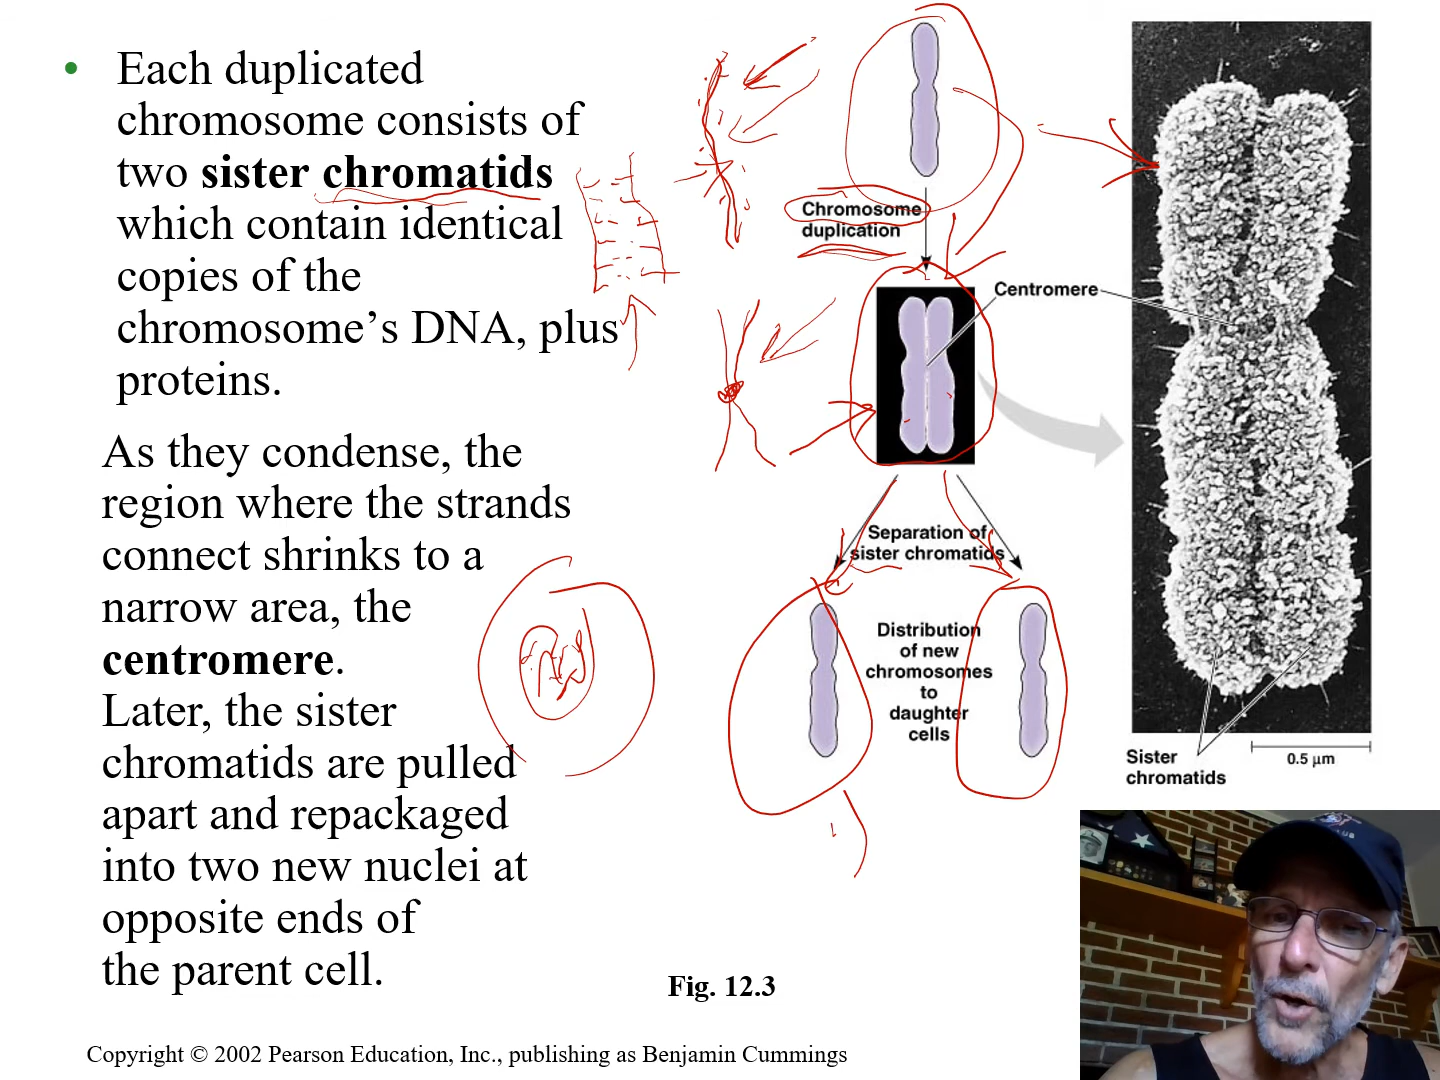 • Each duplicated
chromosome consists of
two sister chromatids
which contain identical
copies of the
chromosome’s DNA, plus
proteins.
As they condense, the
region where the strands
connect shrinks to a
narrow area, the
centromere.
Later, the sister
chromatids are pulled
apart and repackaged
into two new nuclei at
opposite ends of
the parent cell.
Chromosome
duplication
Centromere
Separation of
sister chromatids
Distribution
of new
chromosomes
to
daughter
cells
Sister
chromatids
0.5 μm
Fig. 12.3
Copyright © 2002 Pearson Education, Inc., publishing as Benjamin Cummings